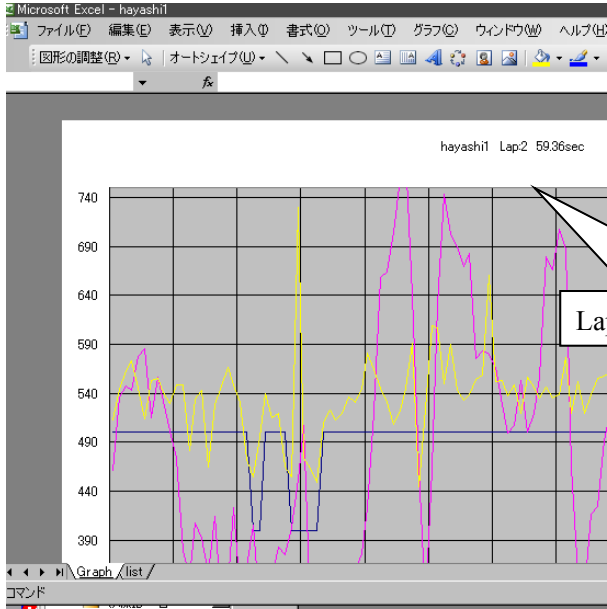 Microsoft Excel - hayashi1
ファイル(F) 編集(E) 表示(V) 挿入(I) 書式(O) ツール(T) グラフ(C) ウィンドウ(W) ヘルプ(H)
図形の調整(R) オートシェイプ(U)
fx
hayashi1 Lap:2 59.36sec
740
690
640
590
540
490
440
390
La
Graph list
コマンド